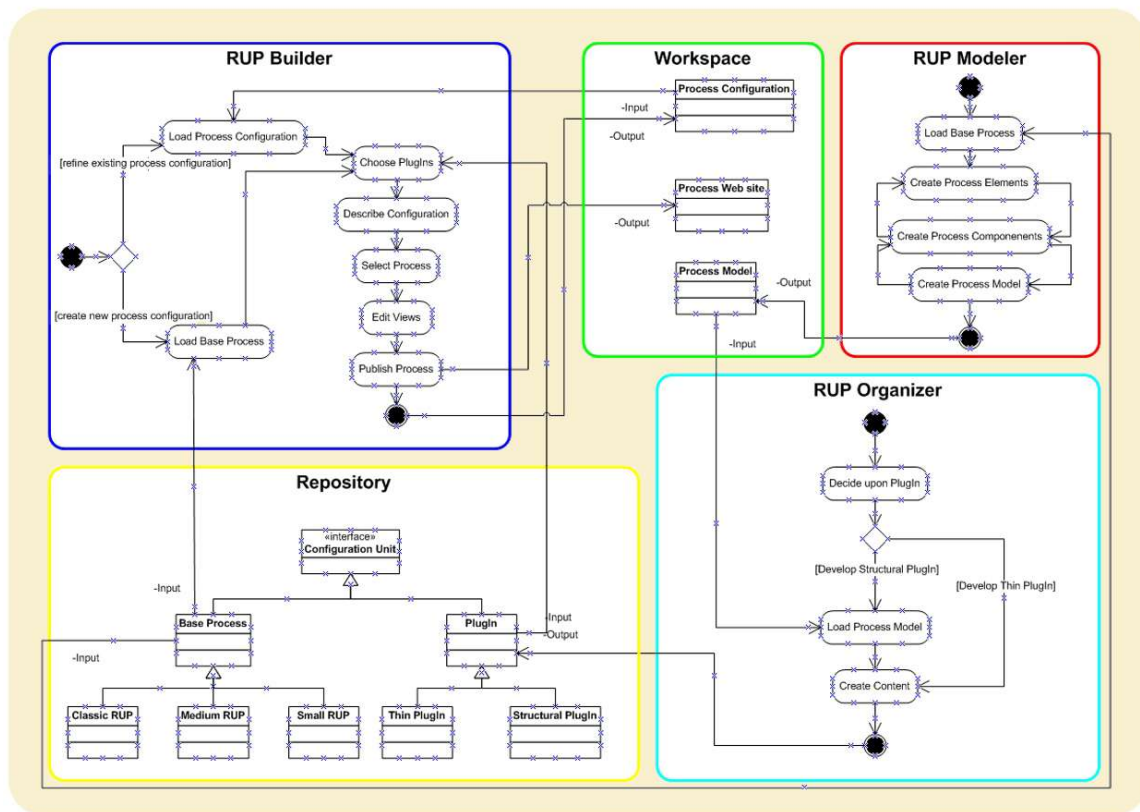 RUP Builder
Load Process Configuration
[refine existing process configuration]
Choose PlugIns
Describe Configuration
Select Process
[create new process configuration]
Edit Views
Load Base Process
Publish Process
Workspace
Process Configuration
-Input
-Output
Process Web site
-Output
Process Model
-Output
-Input
RUP Modeler
Load Base Process
Create Process Elements
Create Process Componenents
Create Process Model
RUP Organizer
Decide upon PlugIn
[Develop Structural PlugIn]
[Develop Thin PlugIn]
Load Process Model
Create Content
Repository
«interface»
Configuration Unit
-Input
Base Process
-Input
PlugIn
-Input
-Output
Classic RUP
Medium RUP
Small RUP
Thin PlugIn
Structural PlugIn